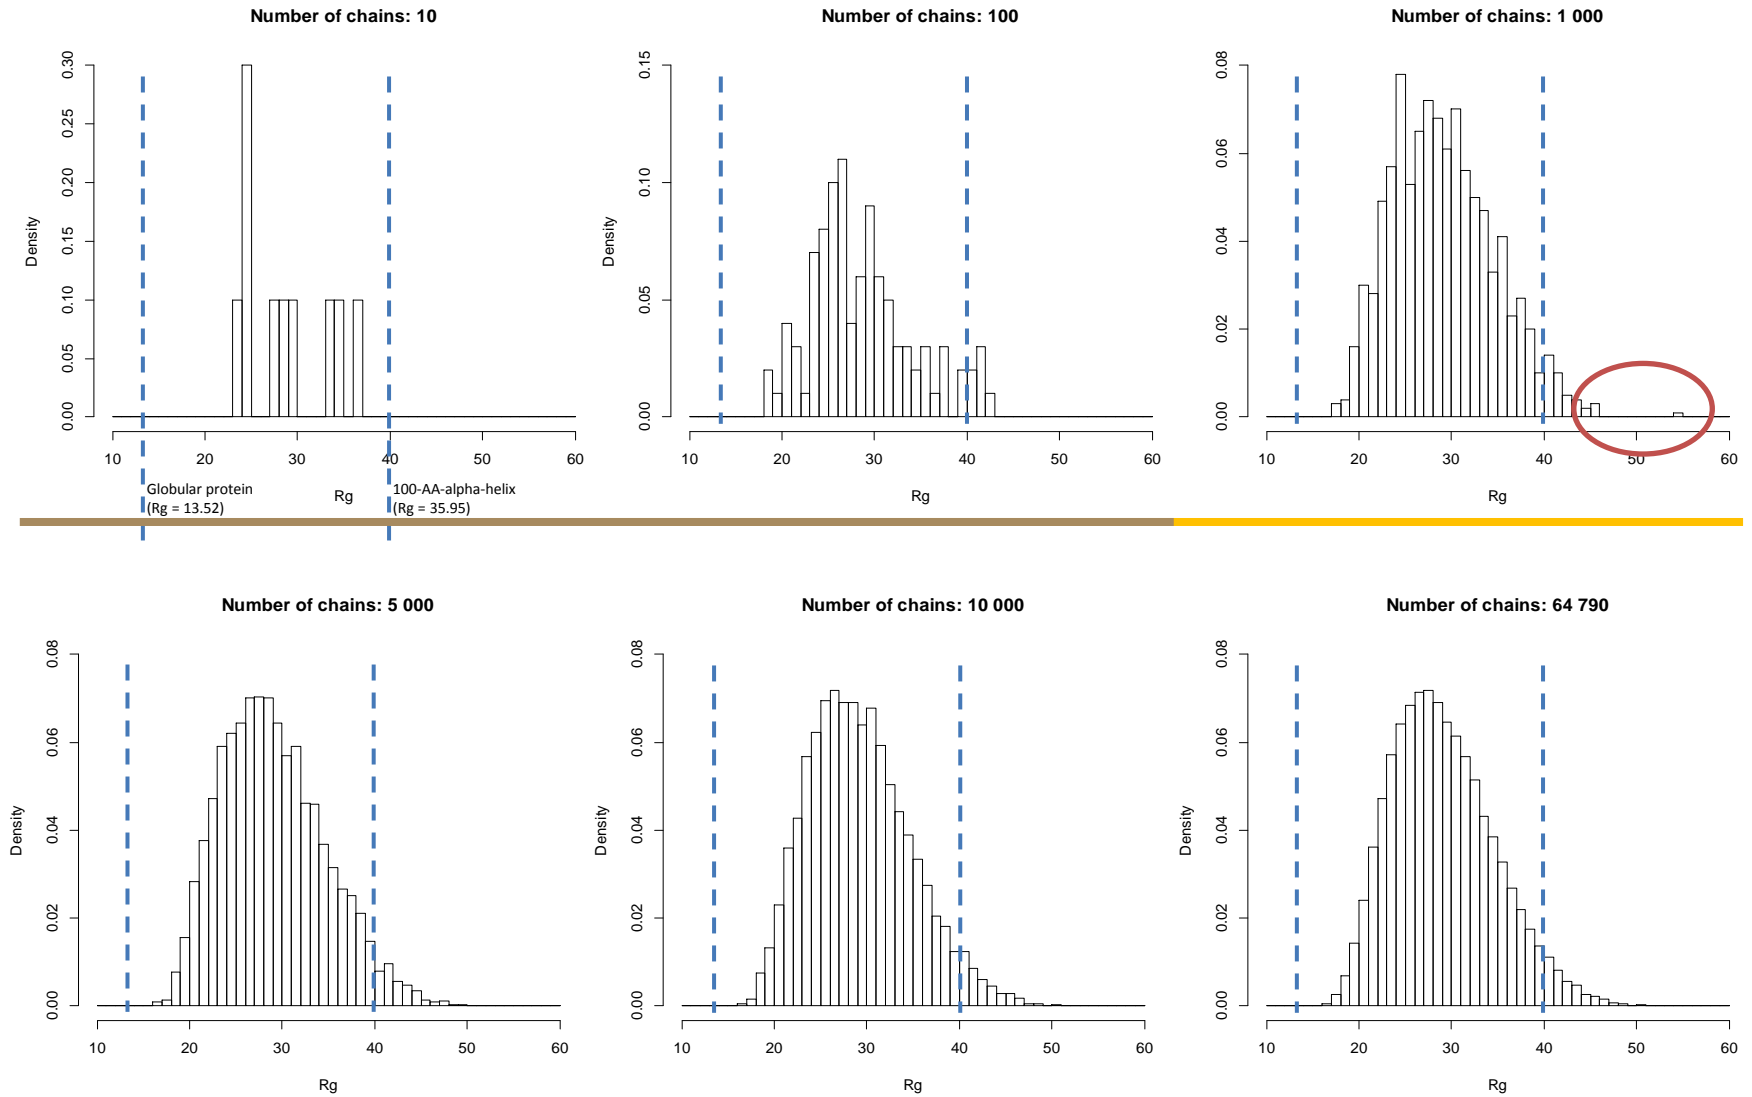 Number of chains: 10
0.00 0.05 0.10 0.15 0.20 0.25 0.30
Density
10 20 30 40 50 60
Rg
Globular protein
(Rg = 13.52)
100-AA-alpha-helix
(Rg = 35.95)
Number of chains: 100
0.00 0.05 0.10 0.15
Density
10 20 30 40 50 60
Rg
Number of chains: 1 000
0.00 0.02 0.04 0.06 0.08
Density
10 20 30 40 50 60
Rg
Number of chains: 5 000
0.00 0.02 0.04 0.06 0.08
Density
10 20 30 40 50 60
Rg
Number of chains: 10 000
0.00 0.02 0.04 0.06 0.08
Density
10 20 30 40 50 60
Rg
Number of chains: 64 790
0.00 0.02 0.04 0.06 0.08
Density
10 20 30 40 50 60
Rg